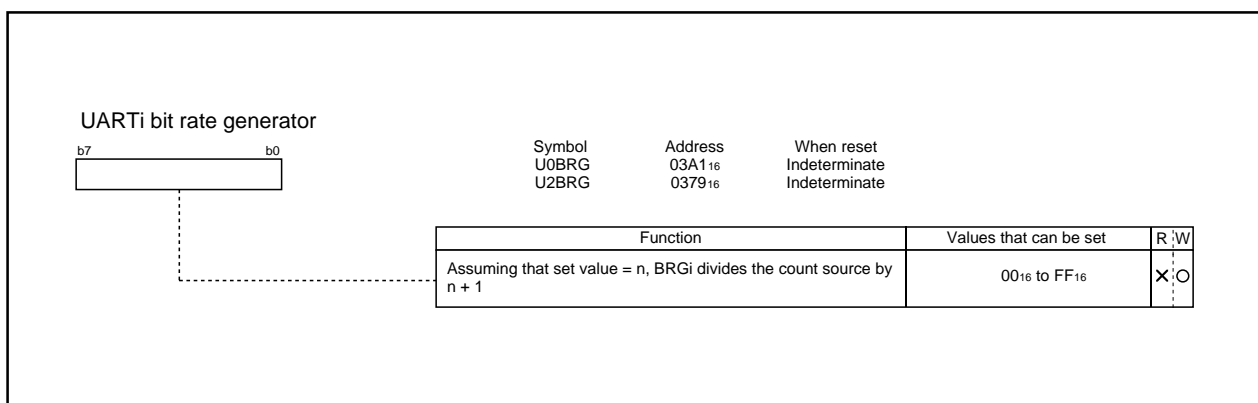 UARTi bit rate generator
b7 b0
Symbol Address When reset
U0BRG 03A116 Indeterminate
U2BRG 037916 Indeterminate
Function Values that can be set R W
Assuming that set value = n, BRGi divides the count source by
n + 1
0016 to FF16